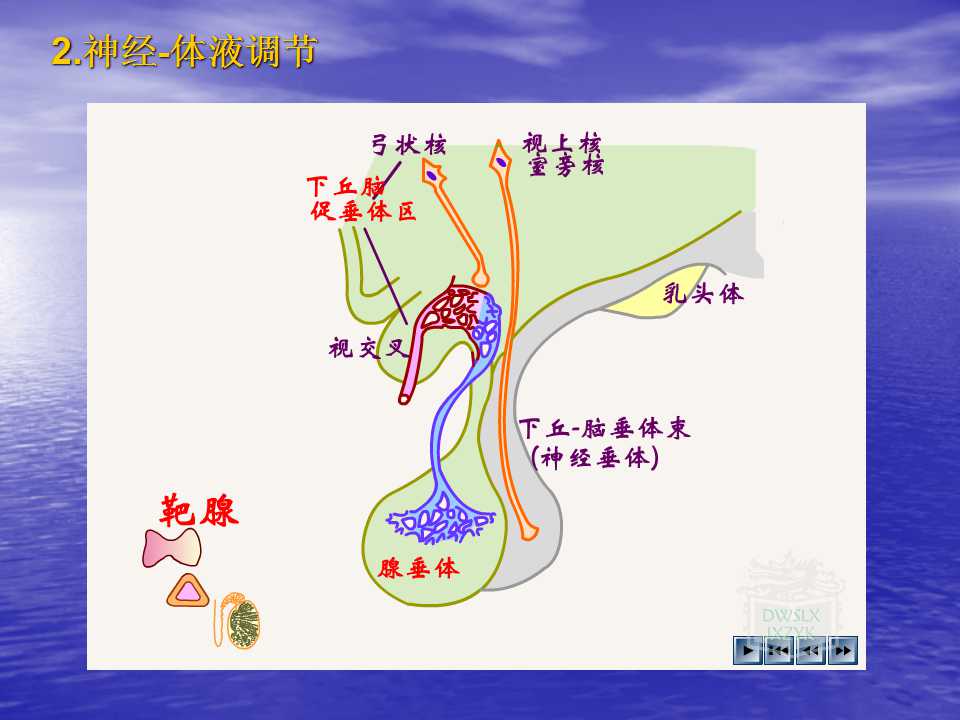 2.神经-体液调节
弓状核
视上核
室旁核
下丘脑
促垂体区
乳头体
视交叉
下丘-脑垂体束
(神经垂体)
靶腺
腺垂体
DWSLX
JXZYK